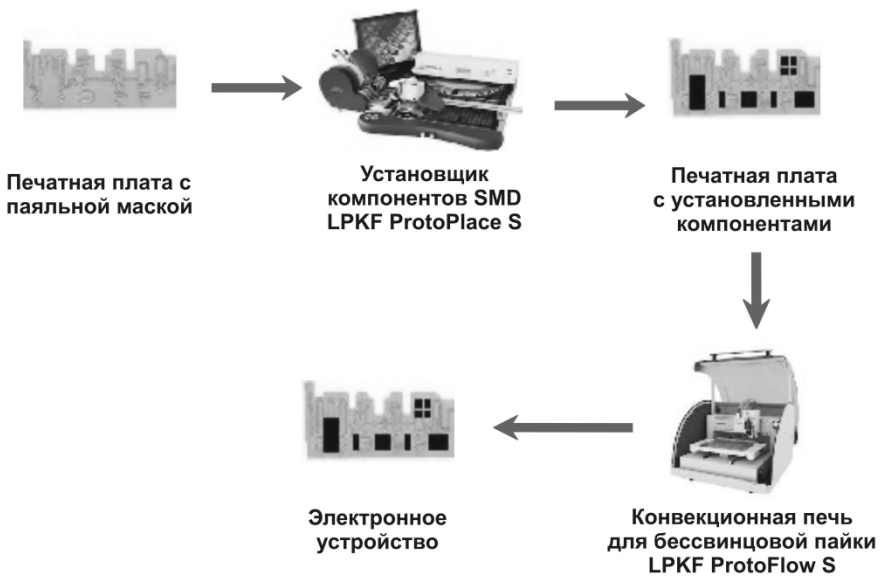 Печатная плата с
паяльной маской
Установщик
компонентов SMD
LPKF ProtoPlace S
Печатная плата
с установленными
компонентами
Электронное
устройство
Конвекционная печь
для бессвинцовой пайки
LPKF ProtoFlow S